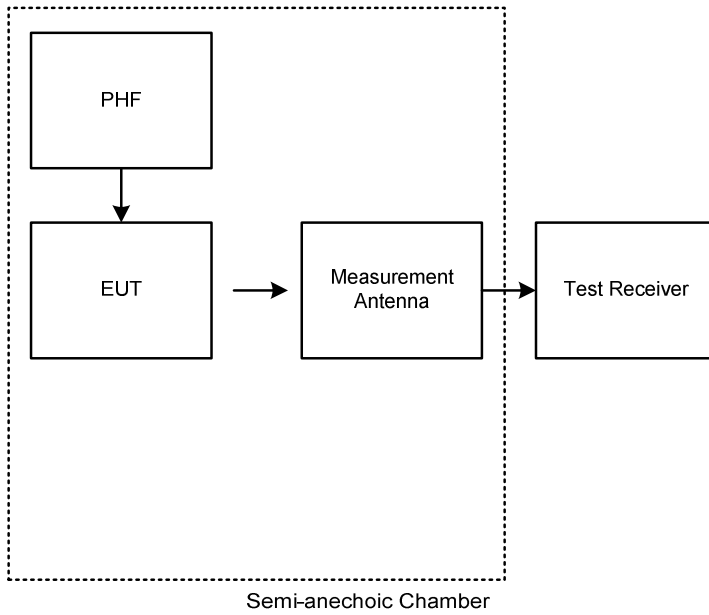 PHF
EUT
Measurement
Antenna
Test Receiver
Semi-anechoic Chamber